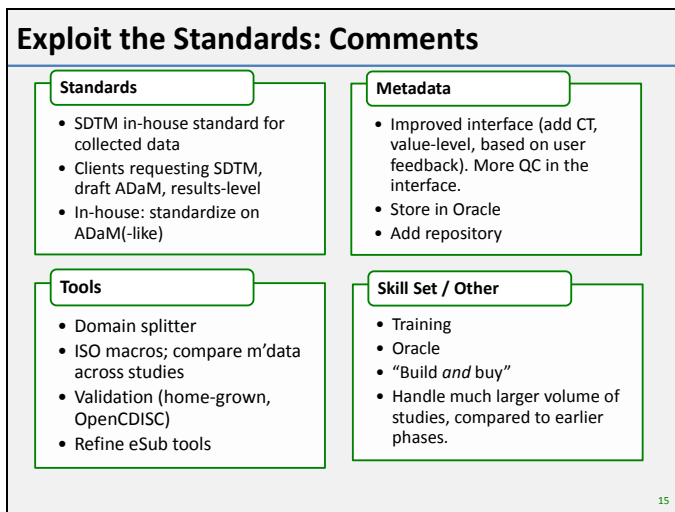 Exploit the Standards: Comments
Standards
• SDTM in-house standard for
collected data
• Clients requesting SDTM,
draft ADaM, results-level
• In-house: standardize on
ADaM(-like)
Metadata
• Improved interface (add CT,
value-level, based on user
feedback). More QC in the
interface.
• Store in Oracle
• Add repository
Tools
• Domain splitter
• ISO macros; compare m’data
across studies
• Validation (home-grown,
OpenCDISC)
• Refine eSub tools
Skill Set / Other
• Training
• Oracle
• “Build and buy”
• Handle much larger volume of
studies, compared to earlier
phases.
15